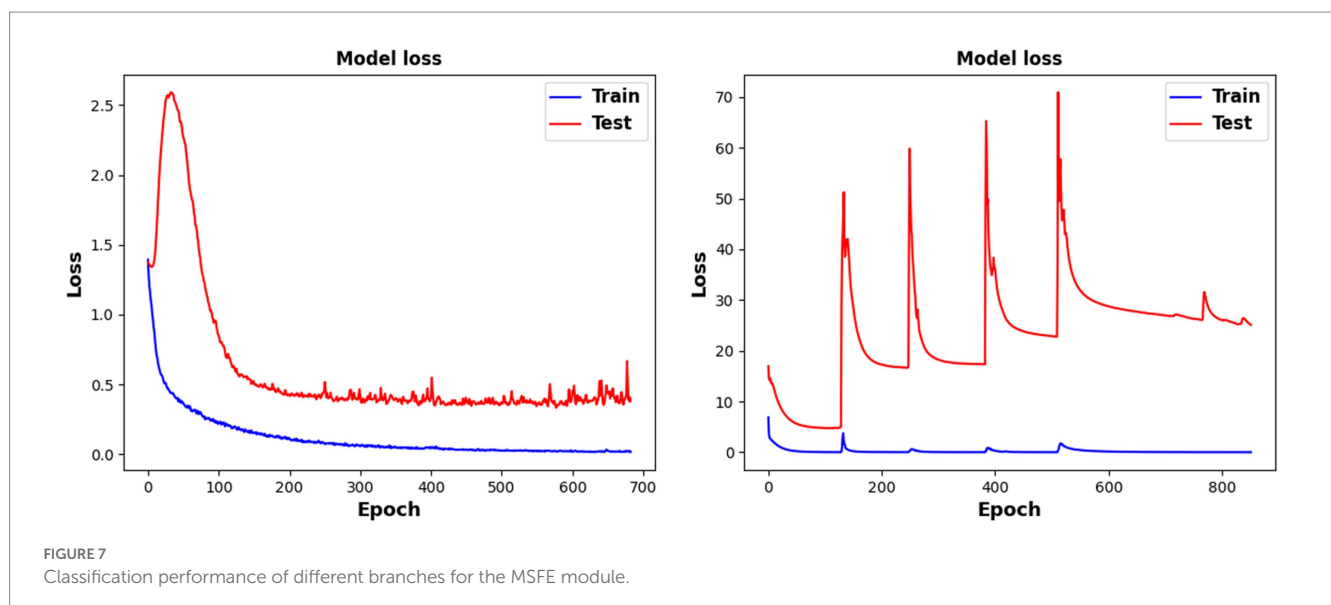 Model loss
2.5
2.0
1.5
1.0
0.5
0.0
Loss
Train
Test
0 100 200 300 400 500 600 700
Epoch
Model loss
70
60
50
40
30
20
10
0
Loss
Train
Test
0 200 400 600 800
Epoch
FIGURE 7
Classification performance of different branches for the MSFE module.